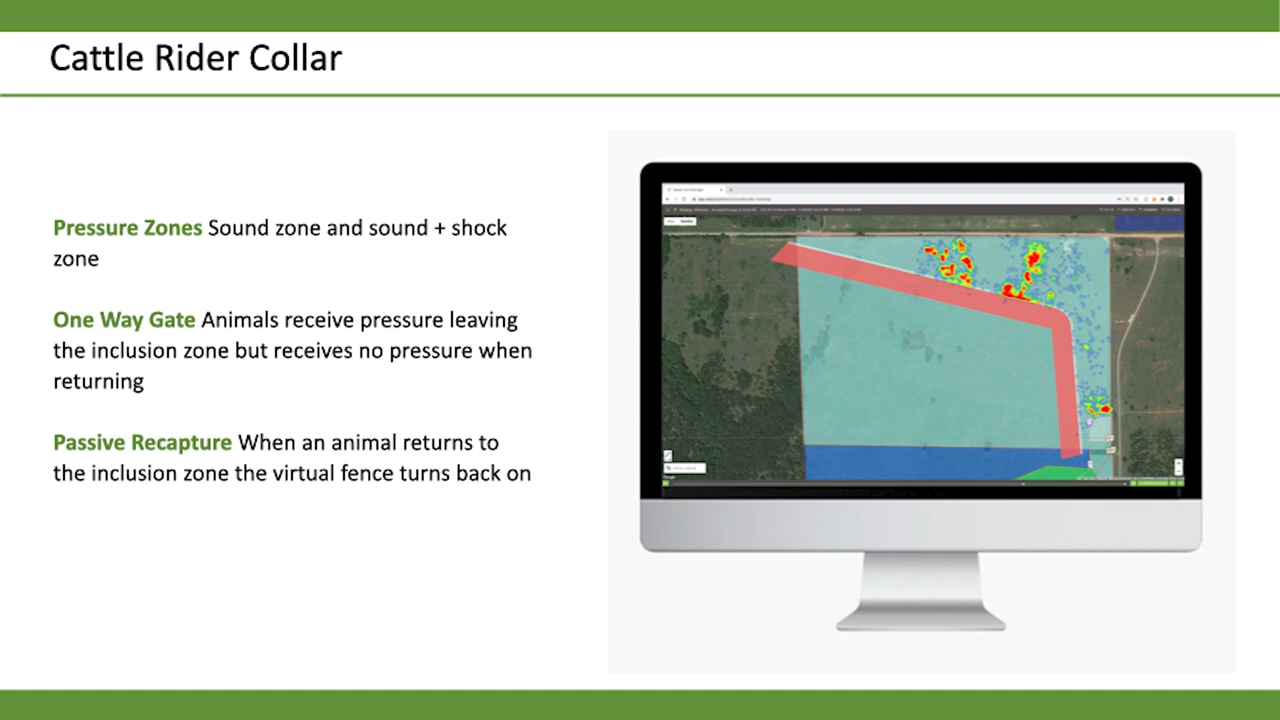 Cattle Rider Collar
Pressure Zones Sound zone and sound + shock
zone
One Way Gate Animals receive pressure leaving
the inclusion zone but receives no pressure when
returning
Passive Recapture When an animal returns to
the inclusion zone the virtual fence turns back on